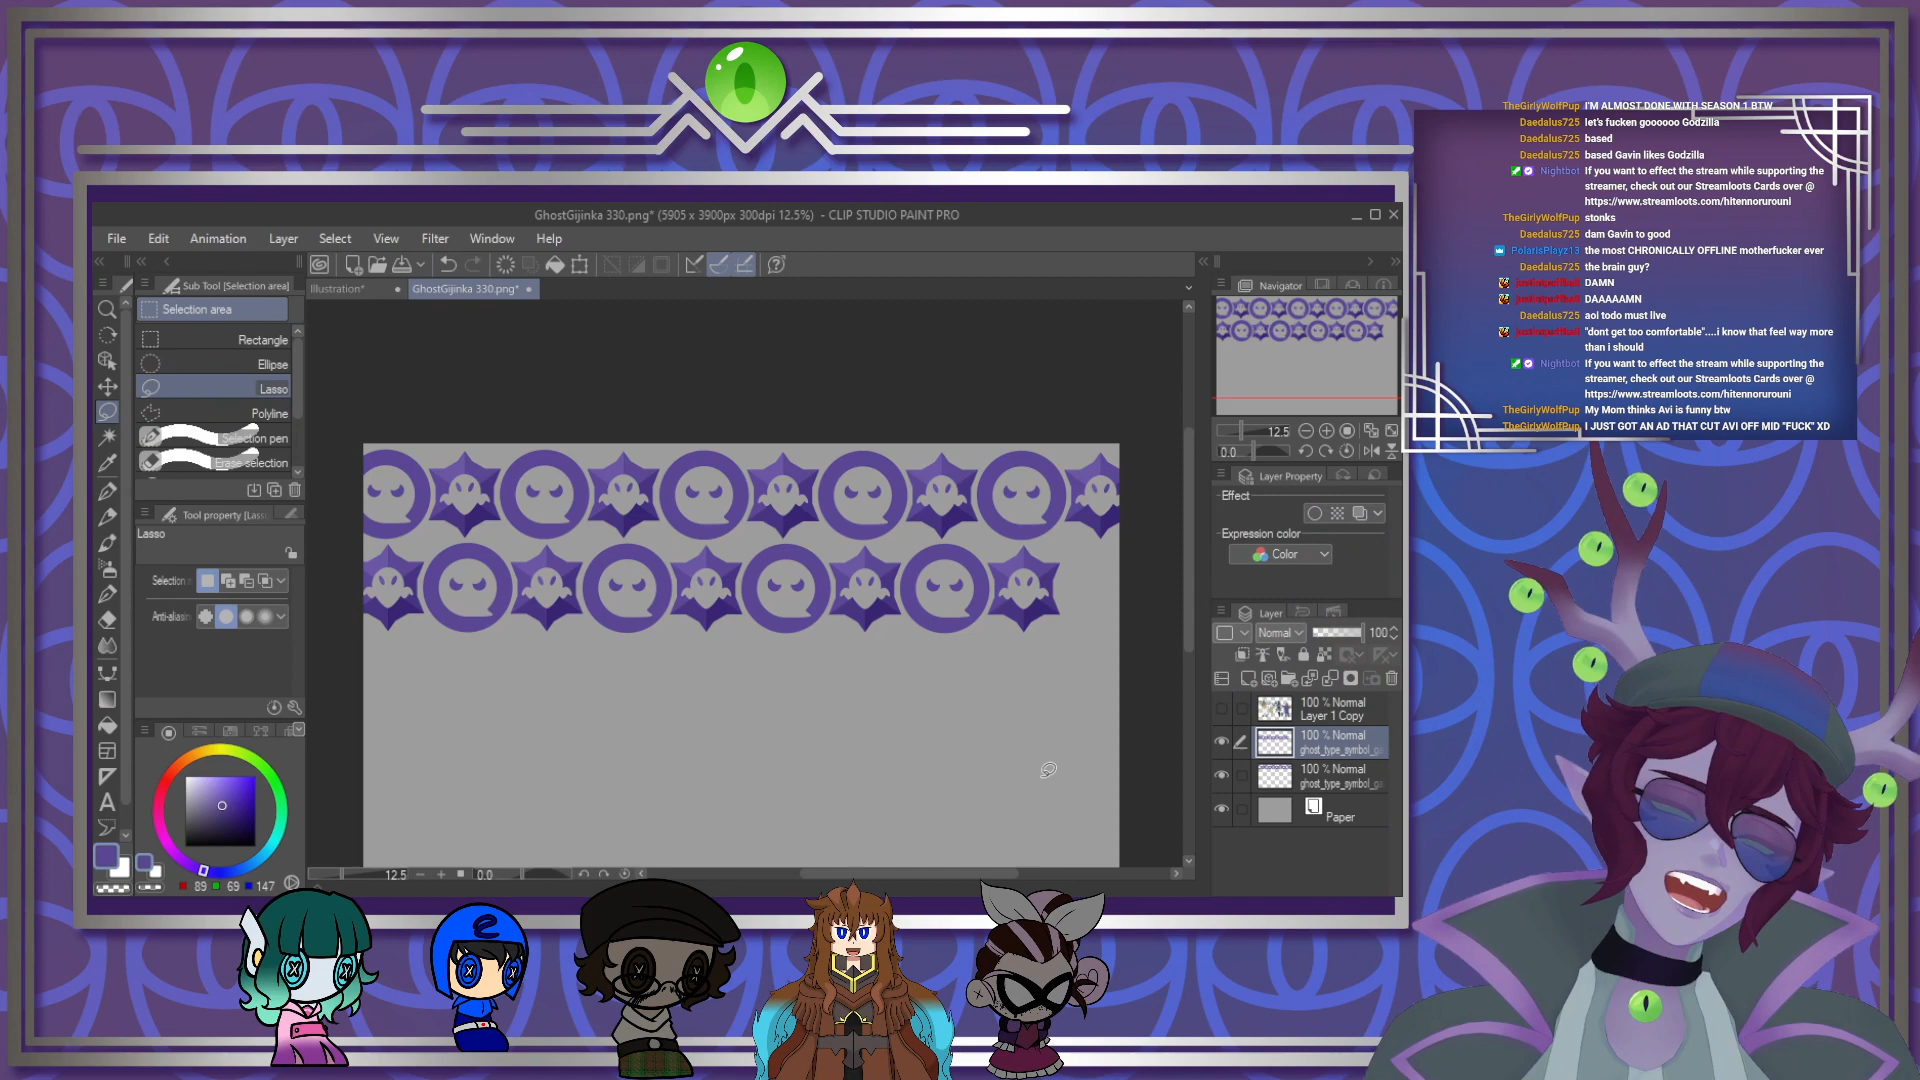 GhostGijinka 330.png* (5905 x 3900px 300dpi 12.5%) - CLIP STUDIO PAINT PRO
File Edit Animation Layer Select View Filter Window Help
Sub Tool [Selection area]
Illustration*
GhostGijinka 330.png*
Selection area
Rectangle
Ellipse
Lasso
Polyline
Selection pen
Erase selection
Tool property [Lasso
Lasso
Selection
Anti-aliasin
89 69 147
12.5 0.0
Navigator
12.5
0.0
Layer Property
Effect
Expression color
Color
Layer
Normal 100
100 % Normal
Layer 1 Copy
100 % Normal
ghost_type_symbol_ga
100 % Normal
ghost_type_symbol_ga
Paper
TheGirlyWolfPup I'M ALMOST DONE WITH SEASON 1 BTW
Daedalus725 let's fucken goooooo Godzilla
Daedalus725 based
Daedalus725 based Gavin likes Godzilla
Nightbot If you want to effect the stream while supporting the
streamer, check out our Streamloots Cards over @
https://www.streamloots.com/hitennorurouni
TheGirlyWolfPup stonks
Daedalus725 dam Gavin to good
PolarisPlayz13 the most CHRONICALLY OFFLINE motherfucker ever
Daedalus725 the brain guy?
DAMN
DAAAAAMN
Daedalus725 aoi todo must live
"dont get too comfortable"....i know that feel way more
than i should
Nightbot If you want to effect the stream while supporting the
streamer, check out our Streamloots Cards over @
https://www.streamloots.com/hitennorurouni
TheGirlyWolfPup My Mom thinks Avi is funny btw
TheGirlyWolfPup I JUST GOT AN AD THAT CUT AVI OFF MID "FUCK" XD